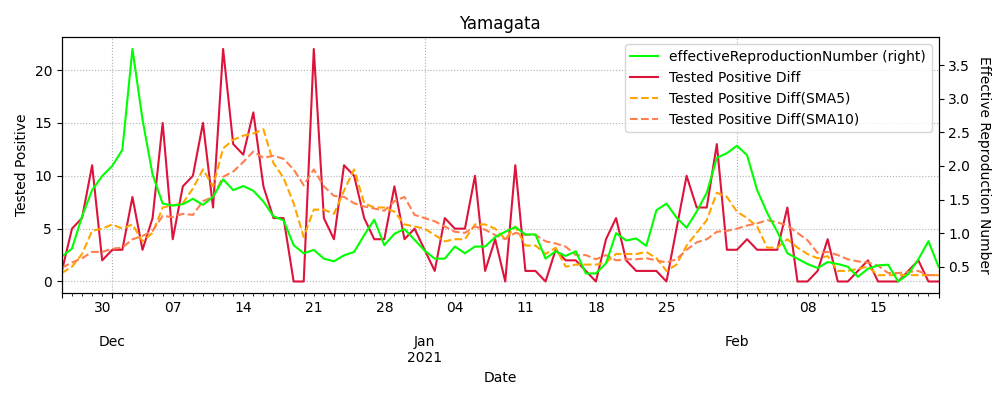 Yamagata
effectiveReproductionNumber (right)
Tested Positive Diff
Tested Positive Diff(SMA5)
Tested Positive Diff(SMA10)
Tested Positive
20
15
10
5
0
Effective Reproduction Number
3.5
3.0
2.5
2.0
1.5
1.0
0.5
30 07 14 21 28 04 11 18 25 08 15
Dec Jan Feb
2021
Date